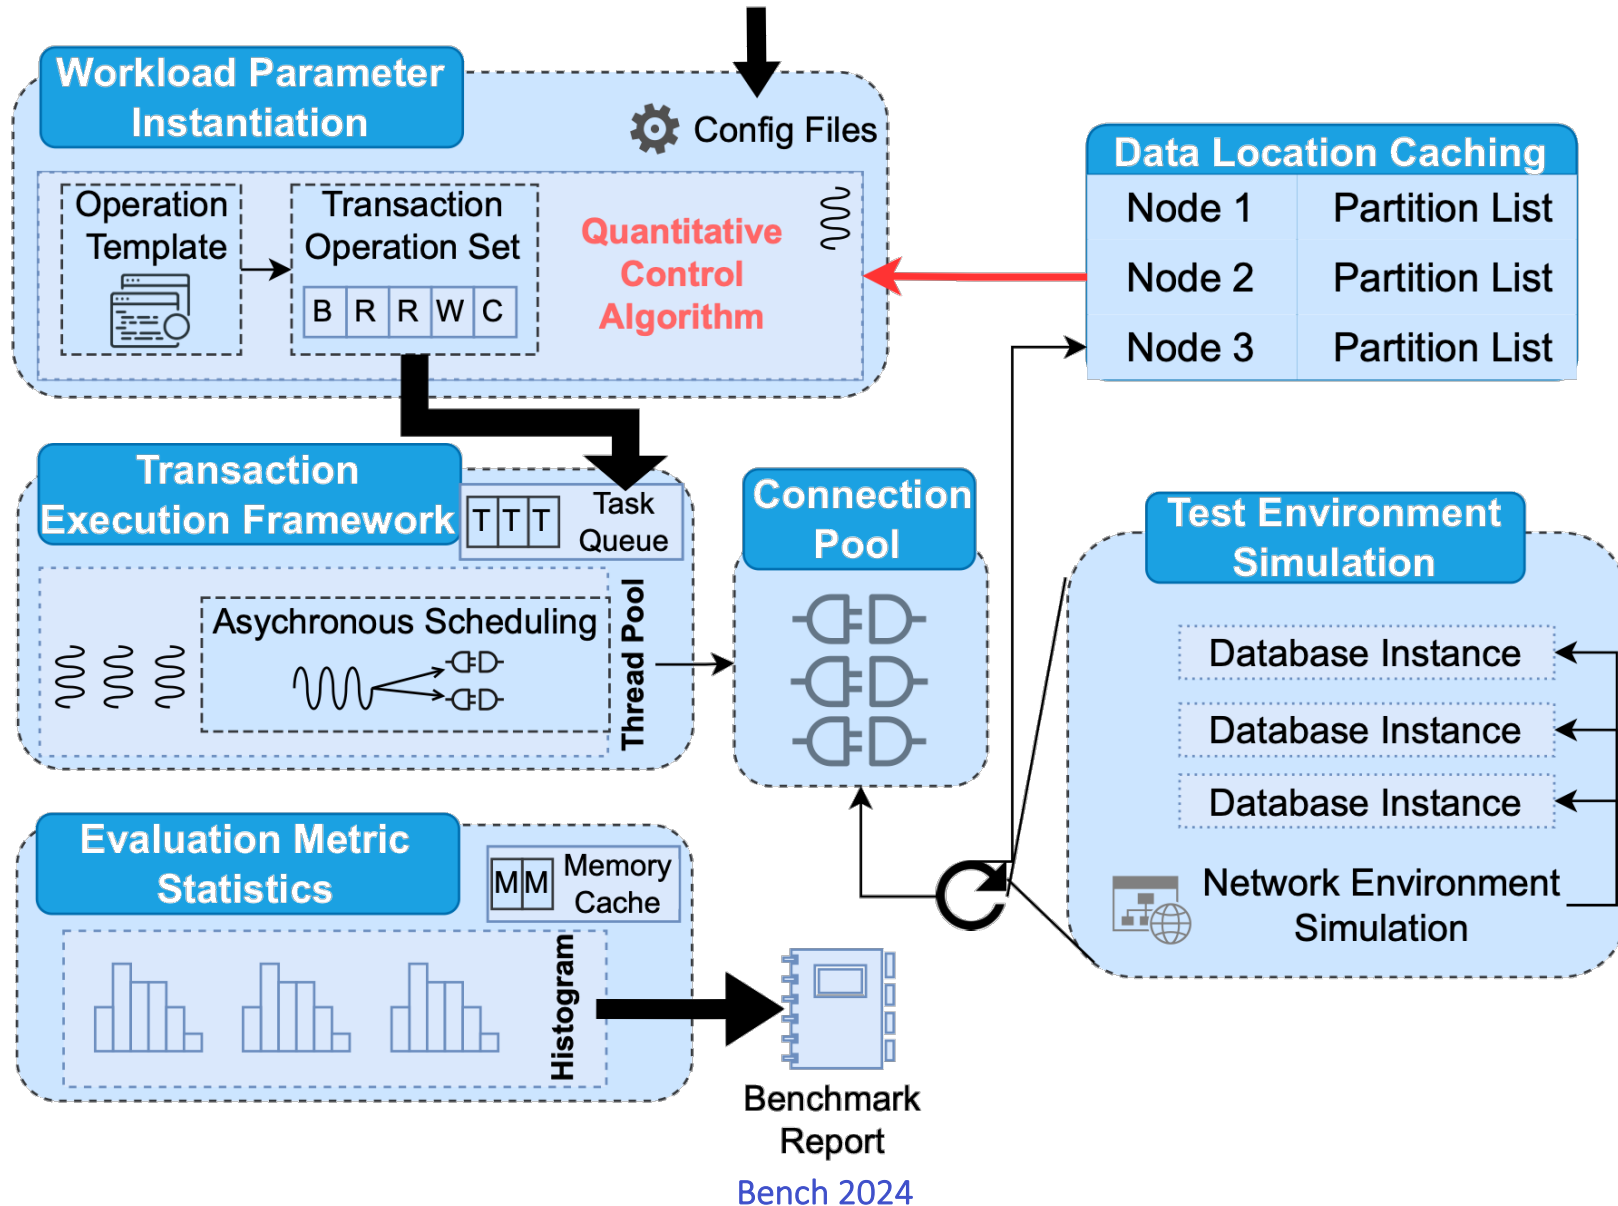 Workload Parameter
Instantiation
Config Files
Operation
Template
Transaction
Operation Set
B R R W C
Quantitative
Control
Algorithm
Data Location Caching
Node 1 Partition List
Node 2 Partition List
Node 3 Partition List
Transaction
Execution Framework
T T T
Task
Queue
Asychronous Scheduling
Thread Pool
Connection
Pool
Test Environment
Simulation
Database Instance
Database Instance
Database Instance
Network Environment
Simulation
Evaluation Metric
Statistics
M M
Memory
Cache
Histogram
Benchmark
Report
Bench 2024